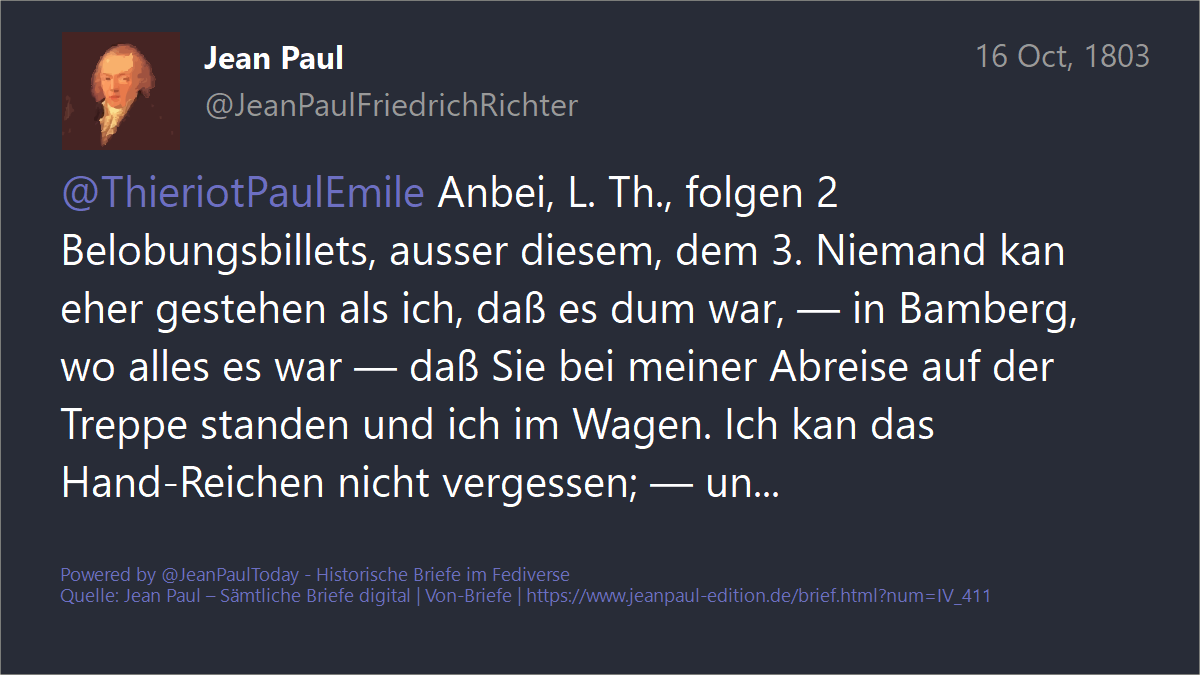 Jean Paul
16 Oct, 1803
@JeanPaulFriedrichRichter
@ThieriotPaulEmile Anbei, L. Th., folgen 2
Belobungsbillets, ausser diesem, dem 3. Niemand kan
eher gestehen als ich, daß es dum war, — in Bamberg,
wo alles es war — daß Sie bei meiner Abreise auf der
Treppe standen und ich im Wagen. Ich kan das
Hand-Reichen nicht vergessen; — un...
Powered by @JeanPaulToday - Historische Briefe im Fediverse
Quelle: Jean Paul – Sämtliche Briefe digital | Von-Briefe | https://www.jeanpaul-edition.de/brief.html?num=IV_411